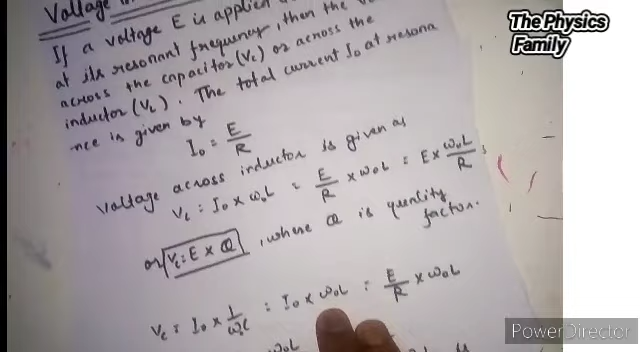 Voltage
If a voltage E is applied
at its resonant frequency, then the
across the capacitor (Vc) or across the
inductor (VL). The total current I₀ at resona
nce is given by
I₀ = E/R
Voltage across inductor is given as
VL = I₀ × ω₀L = E/R × ω₀L = E × ω₀L/R
or VL = E × Q, where Q is quality
factor.
Vc = I₀ × 1/ω₀C = I₀ × ω₀L = E/R × ω₀L
ω₀L
The Physics
Family
PowerDirector